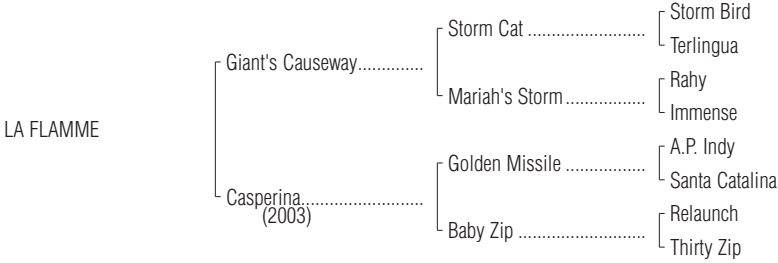 Storm Bird
Storm Cat ........................
Terlingua
Giant's Causeway..............
Rahy
Mariah's Storm.................
Immense
LA FLAMME
A.P. Indy
Golden Missile .................
Santa Catalina
Casperina..........................
(2003)
Relaunch
Baby Zip ...........................
Thirty Zip